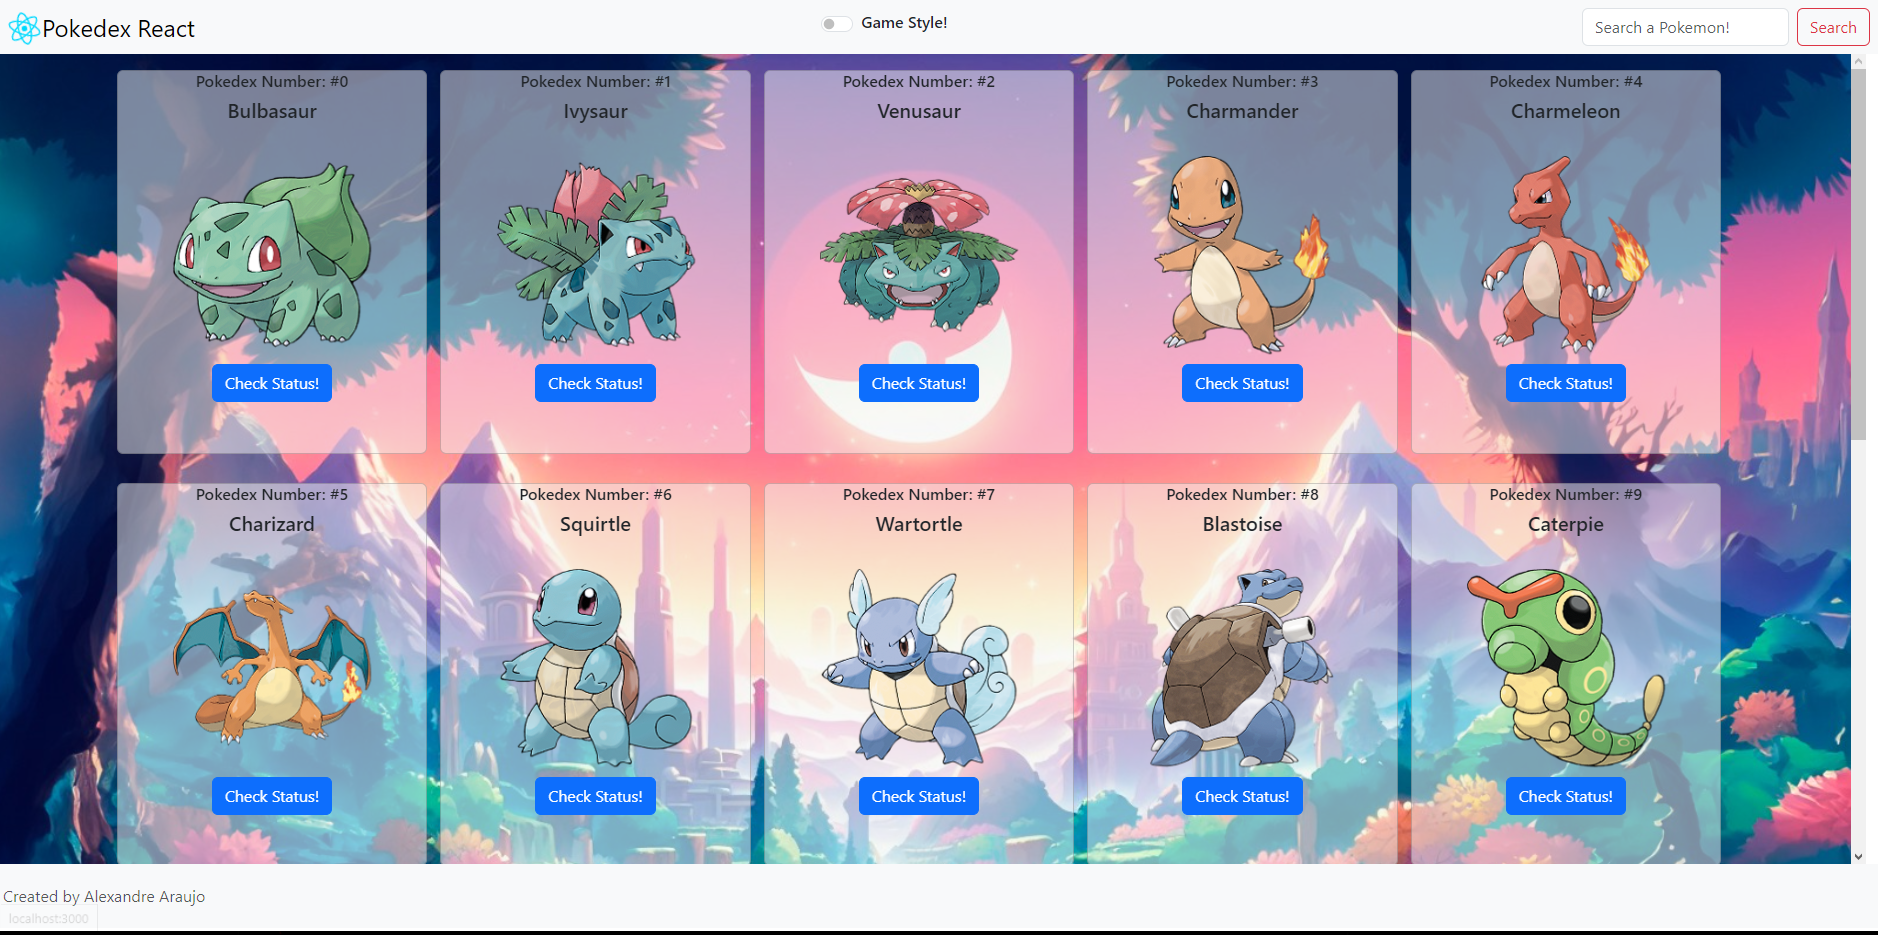 Pokedex React
Game Style!
Search a Pokemon!
Search
Pokedex Number: #0
Bulbasaur
Check Status!
Pokedex Number: #1
Ivysaur
Check Status!
Pokedex Number: #2
Venusaur
Check Status!
Pokedex Number: #3
Charmander
Check Status!
Pokedex Number: #4
Charmeleon
Check Status!
Pokedex Number: #5
Charizard
Check Status!
Pokedex Number: #6
Squirtle
Check Status!
Pokedex Number: #7
Wartortle
Check Status!
Pokedex Number: #8
Blastoise
Check Status!
Pokedex Number: #9
Caterpie
Check Status!
Created by Alexandre Araujo
localhost:3000